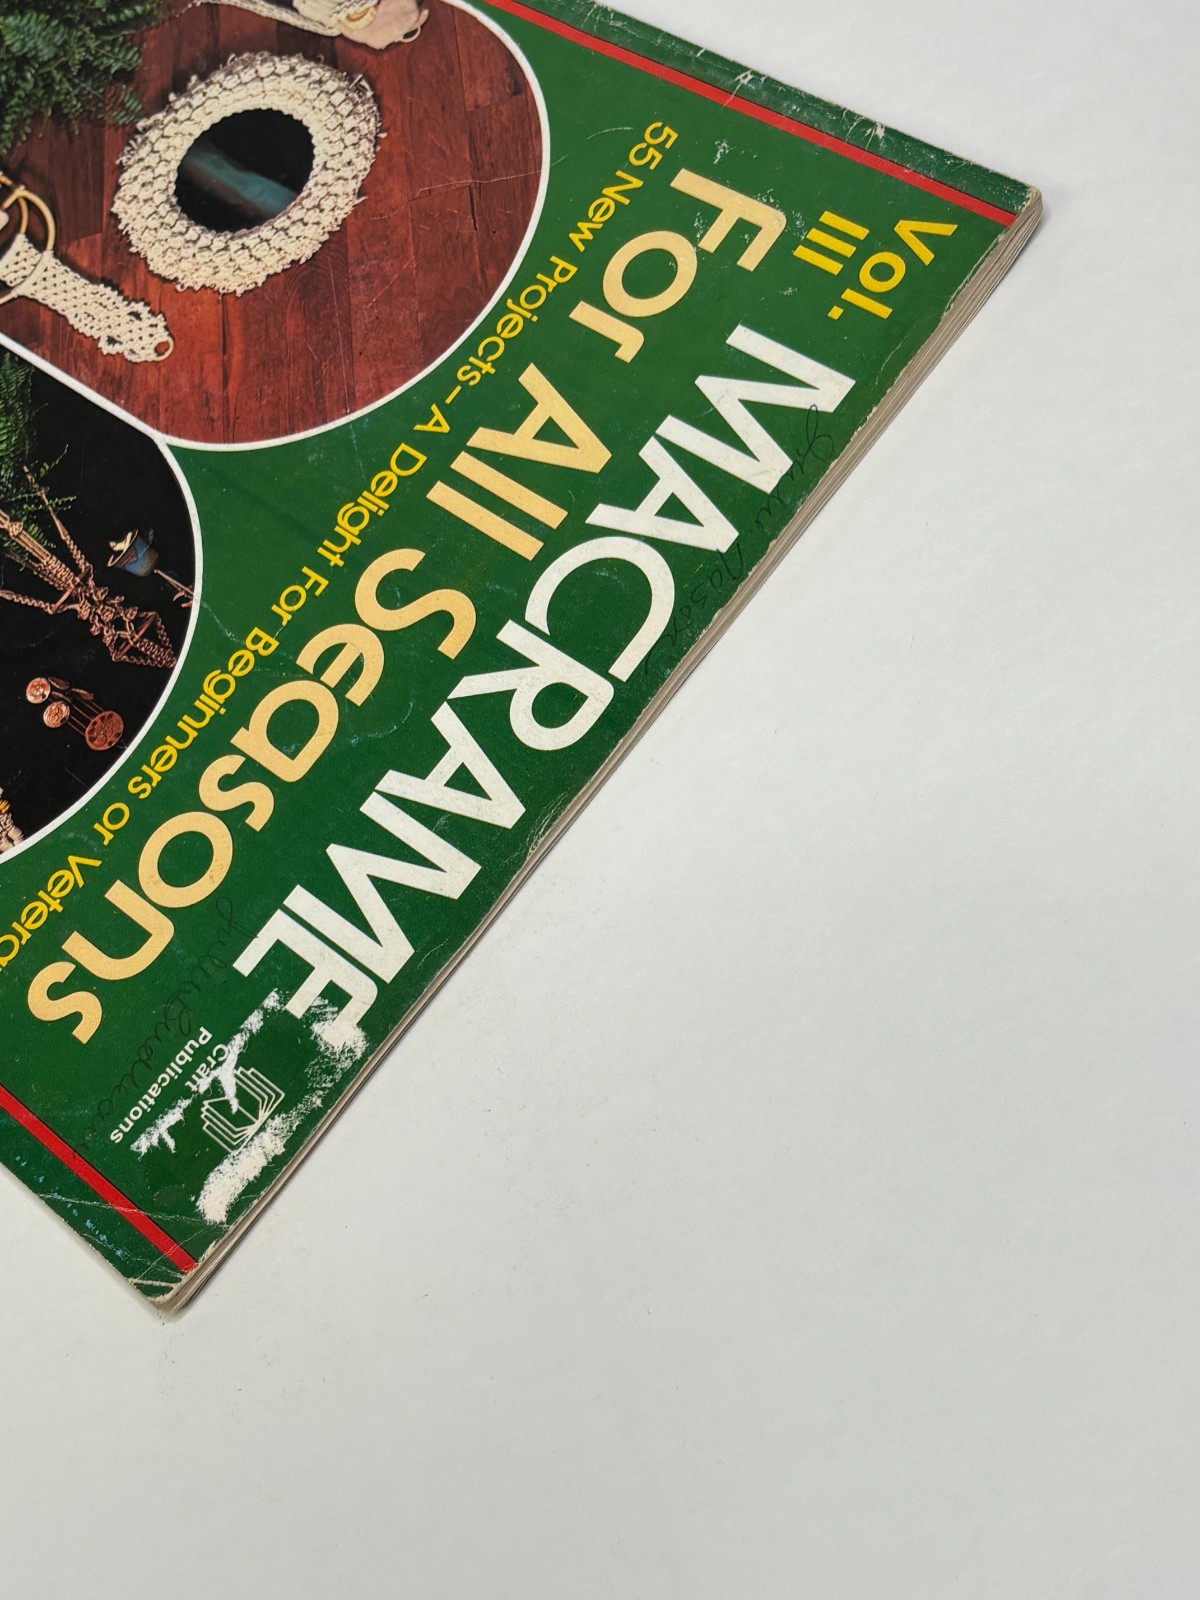 Vol.
III
MACRAME
For All Seasons
55 New Projects - A Delight For Beginners or Vetera
Craft
Publications